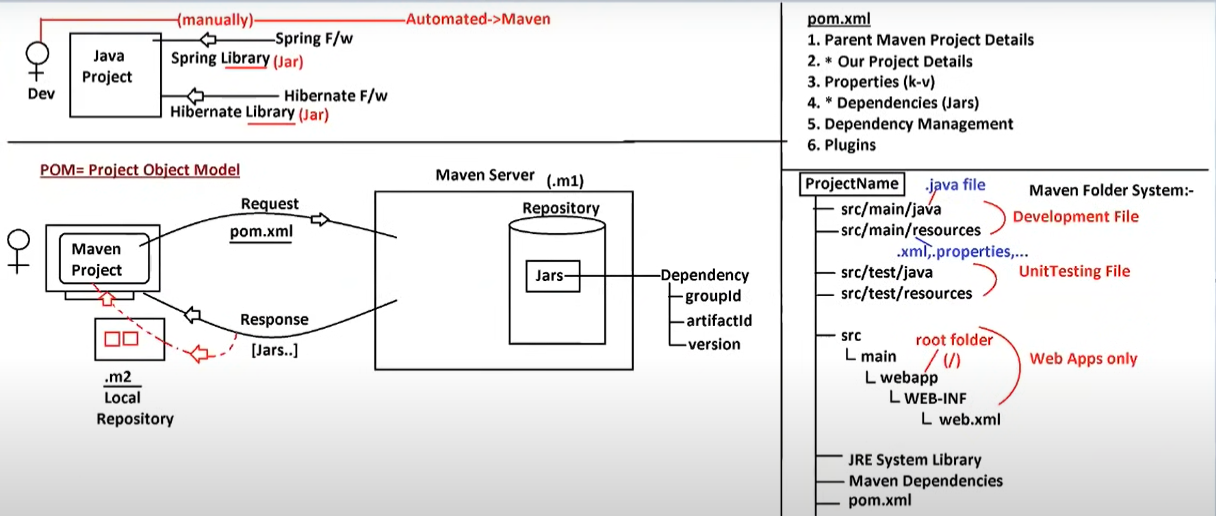 (manually)
Automated->Maven
Spring F/w
Java
Project
Spring Library (Jar)
Dev
Hibernate F/w
Hibernate Library (Jar)
POM= Project Object Model
Maven Server (.m1)
Request
pom.xml
Repository
Maven
Project
Jars
Dependency
groupId
artifactId
version
Response
[Jars..]
.m2
Local
Repository
pom.xml
1. Parent Maven Project Details
2. * Our Project Details
3. Properties (k-v)
4. * Dependencies (Jars)
5. Dependency Management
6. Plugins
ProjectName
.java file
Maven Folder System:-
src/main/java
Development File
src/main/resources
.xml,.properties,...
src/test/java
UnitTesting File
src/test/resources
src
root folder
main
(/)
Web Apps only
webapp
WEB-INF
web.xml
JRE System Library
Maven Dependencies
pom.xml